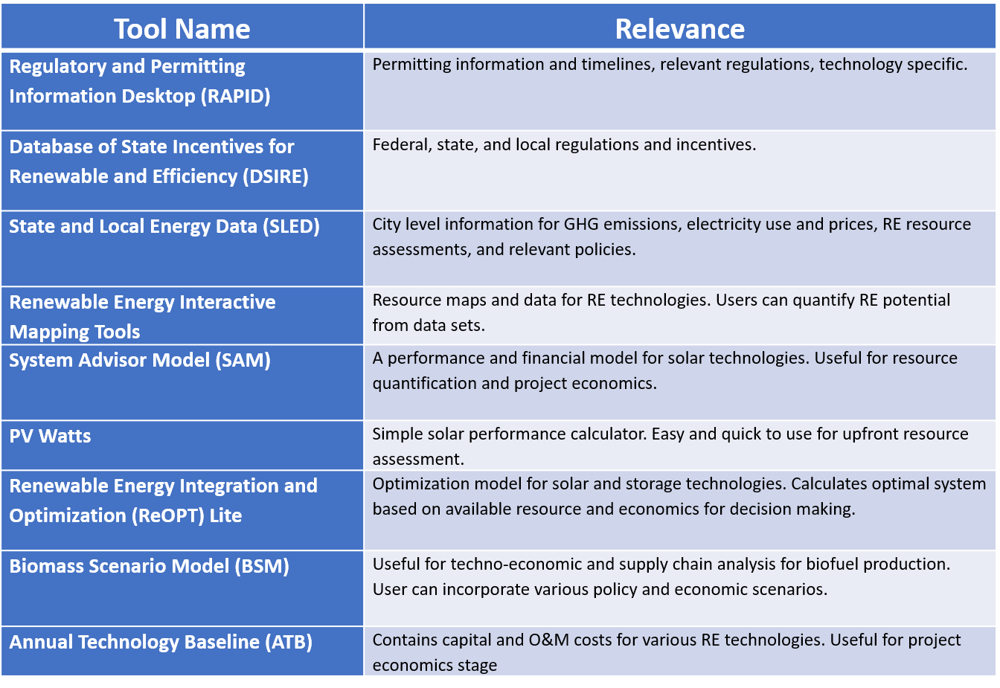 Tool Name
Relevance
Regulatory and Permitting
Information Desktop (RAPID)
Permitting information and timelines, relevant regulations, technology specific.
Database of State Incentives for
Renewable and Efficiency (DSIRE)
Federal, state, and local regulations and incentives.
State and Local Energy Data (SLED)
City level information for GHG emissions, electricity use and prices, RE resource
assessments, and relevant policies.
Renewable Energy Interactive
Mapping Tools
Resource maps and data for RE technologies. Users can quantify RE potential
from data sets.
System Advisor Model (SAM)
A performance and financial model for solar technologies. Useful for resource
quantification and project economics.
PV Watts
Simple solar performance calculator. Easy and quick to use for upfront resource
assessment.
Renewable Energy Integration and
Optimization (ReOPT) Lite
Optimization model for solar and storage technologies. Calculates optimal system
based on available resource and economics for decision making.
Biomass Scenario Model (BSM)
Useful for techno-economic and supply chain analysis for biofuel production.
User can incorporate various policy and economic scenarios.
Annual Technology Baseline (ATB)
Contains capital and O&M costs for various RE technologies. Useful for project
economics stage